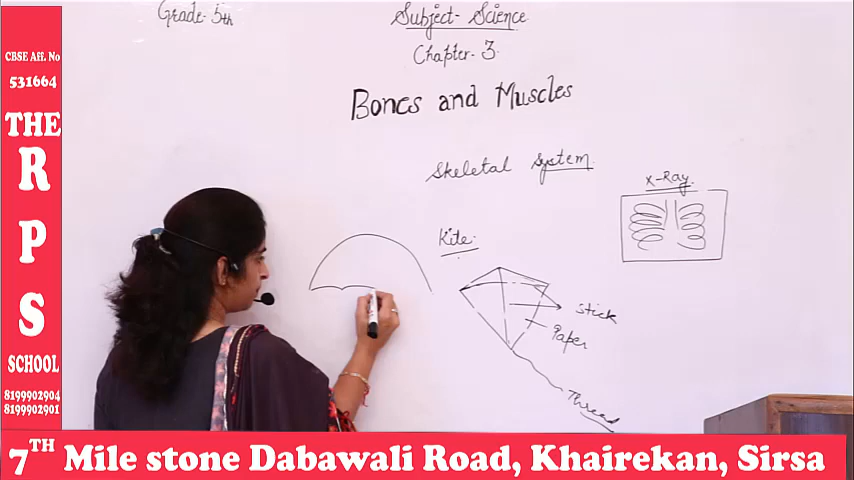 Grade-5th
Subject-Science
Chapter-3
Bones and Muscles
Skeletal System
X-Ray
Kite
Stick
Paper
Thread
CBSE Aff. No
531664
THE
R
P
S
SCHOOL
8199902904
8199902901
7TH Mile stone Dabawali Road, Khairekan, Sirsa